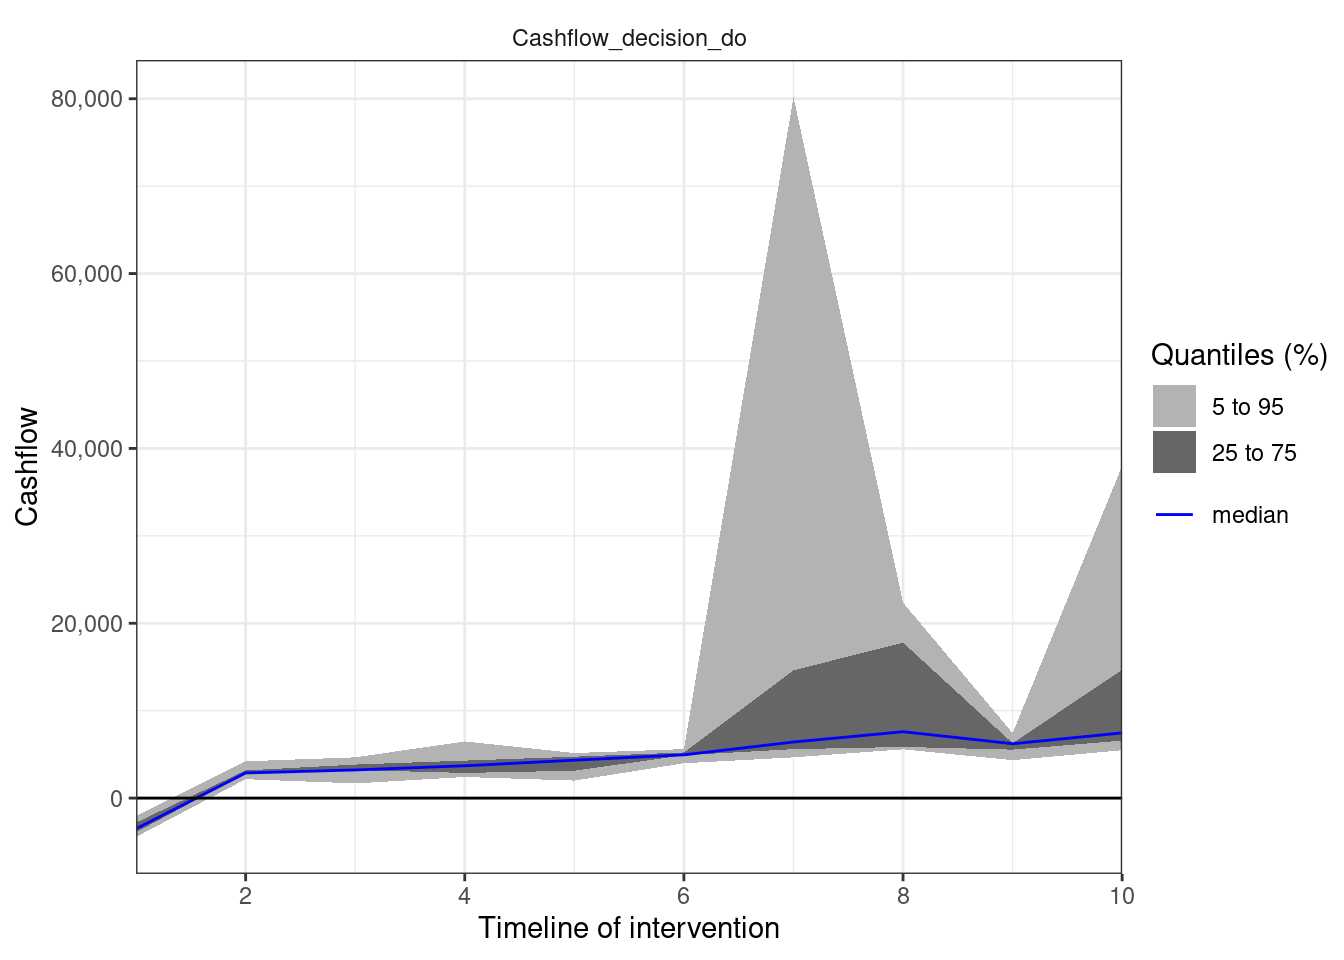 Cashflow_decision_do
80,000
60,000
40,000
20,000
0
Cashflow
2 4 6 8 10
Timeline of intervention
Quantiles (%)
5 to 95
25 to 75
median